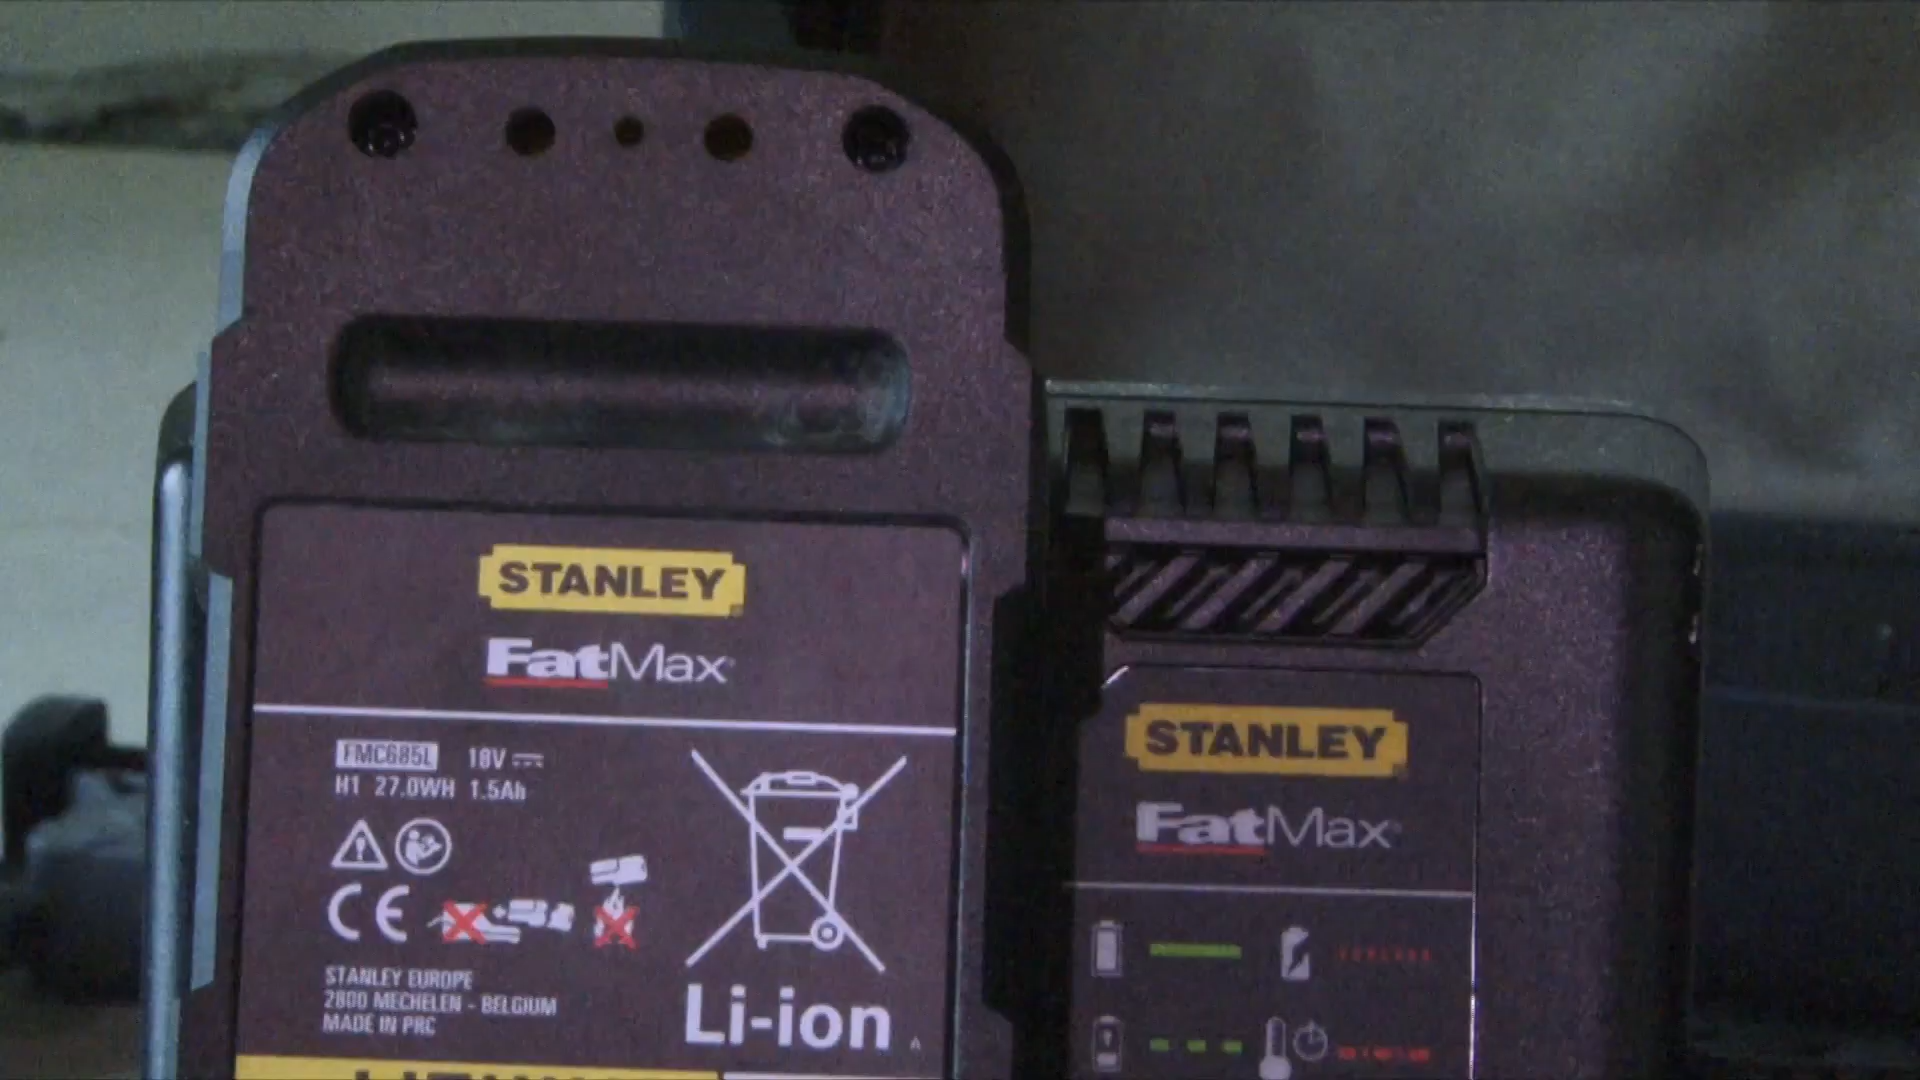 STANLEY
FatMax
FMC685L 18V
H1 27.0WH 1.5Ah
CE
STANLEY EUROPE
2800 MECHELEN - BELGIUM
MADE IN PRC
Li-ion
STANLEY
FatMax